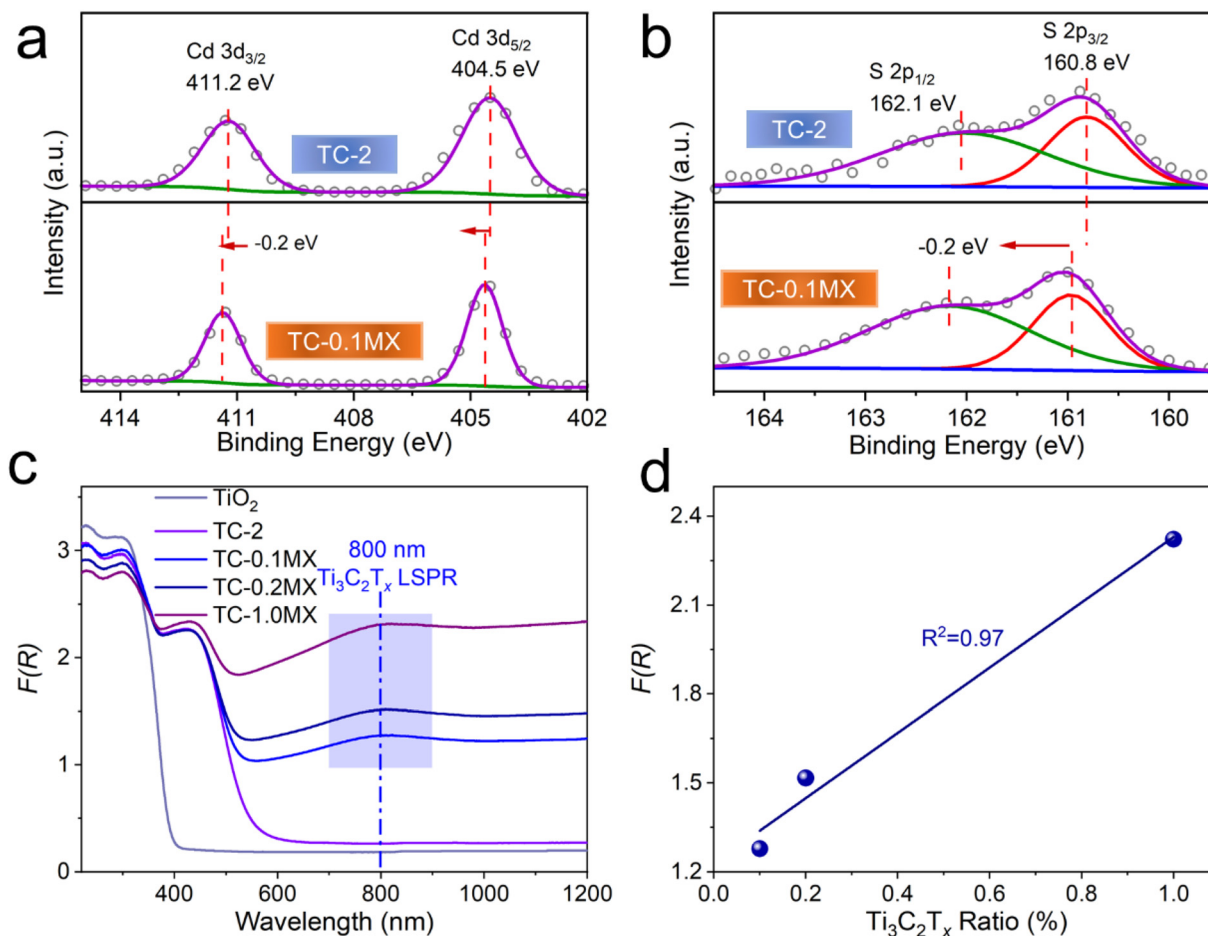 a
Cd 3d₃/₂
411.2 eV
Cd 3d₅/₂
404.5 eV
TC-2
-0.2 eV
TC-0.1MX
Intensity (a.u.)
414
411
408
405
402
Binding Energy (eV)
b
S 2p₃/₂
160.8 eV
S 2p₁/₂
162.1 eV
TC-2
-0.2 eV
TC-0.1MX
Intensity (a.u.)
164
163
162
161
160
Binding Energy (eV)
c
TiO₂
TC-2
TC-0.1MX
TC-0.2MX
TC-1.0MX
800 nm
Ti₃C₂Tₓ LSPR
F(R)
3
2
1
0
400
600
800
1000
1200
Wavelength (nm)
d
R²=0.97
F(R)
2.4
2.1
1.8
1.5
1.2
0.0
0.2
0.4
0.6
0.8
1.0
Ti₃C₂Tₓ Ratio (%)